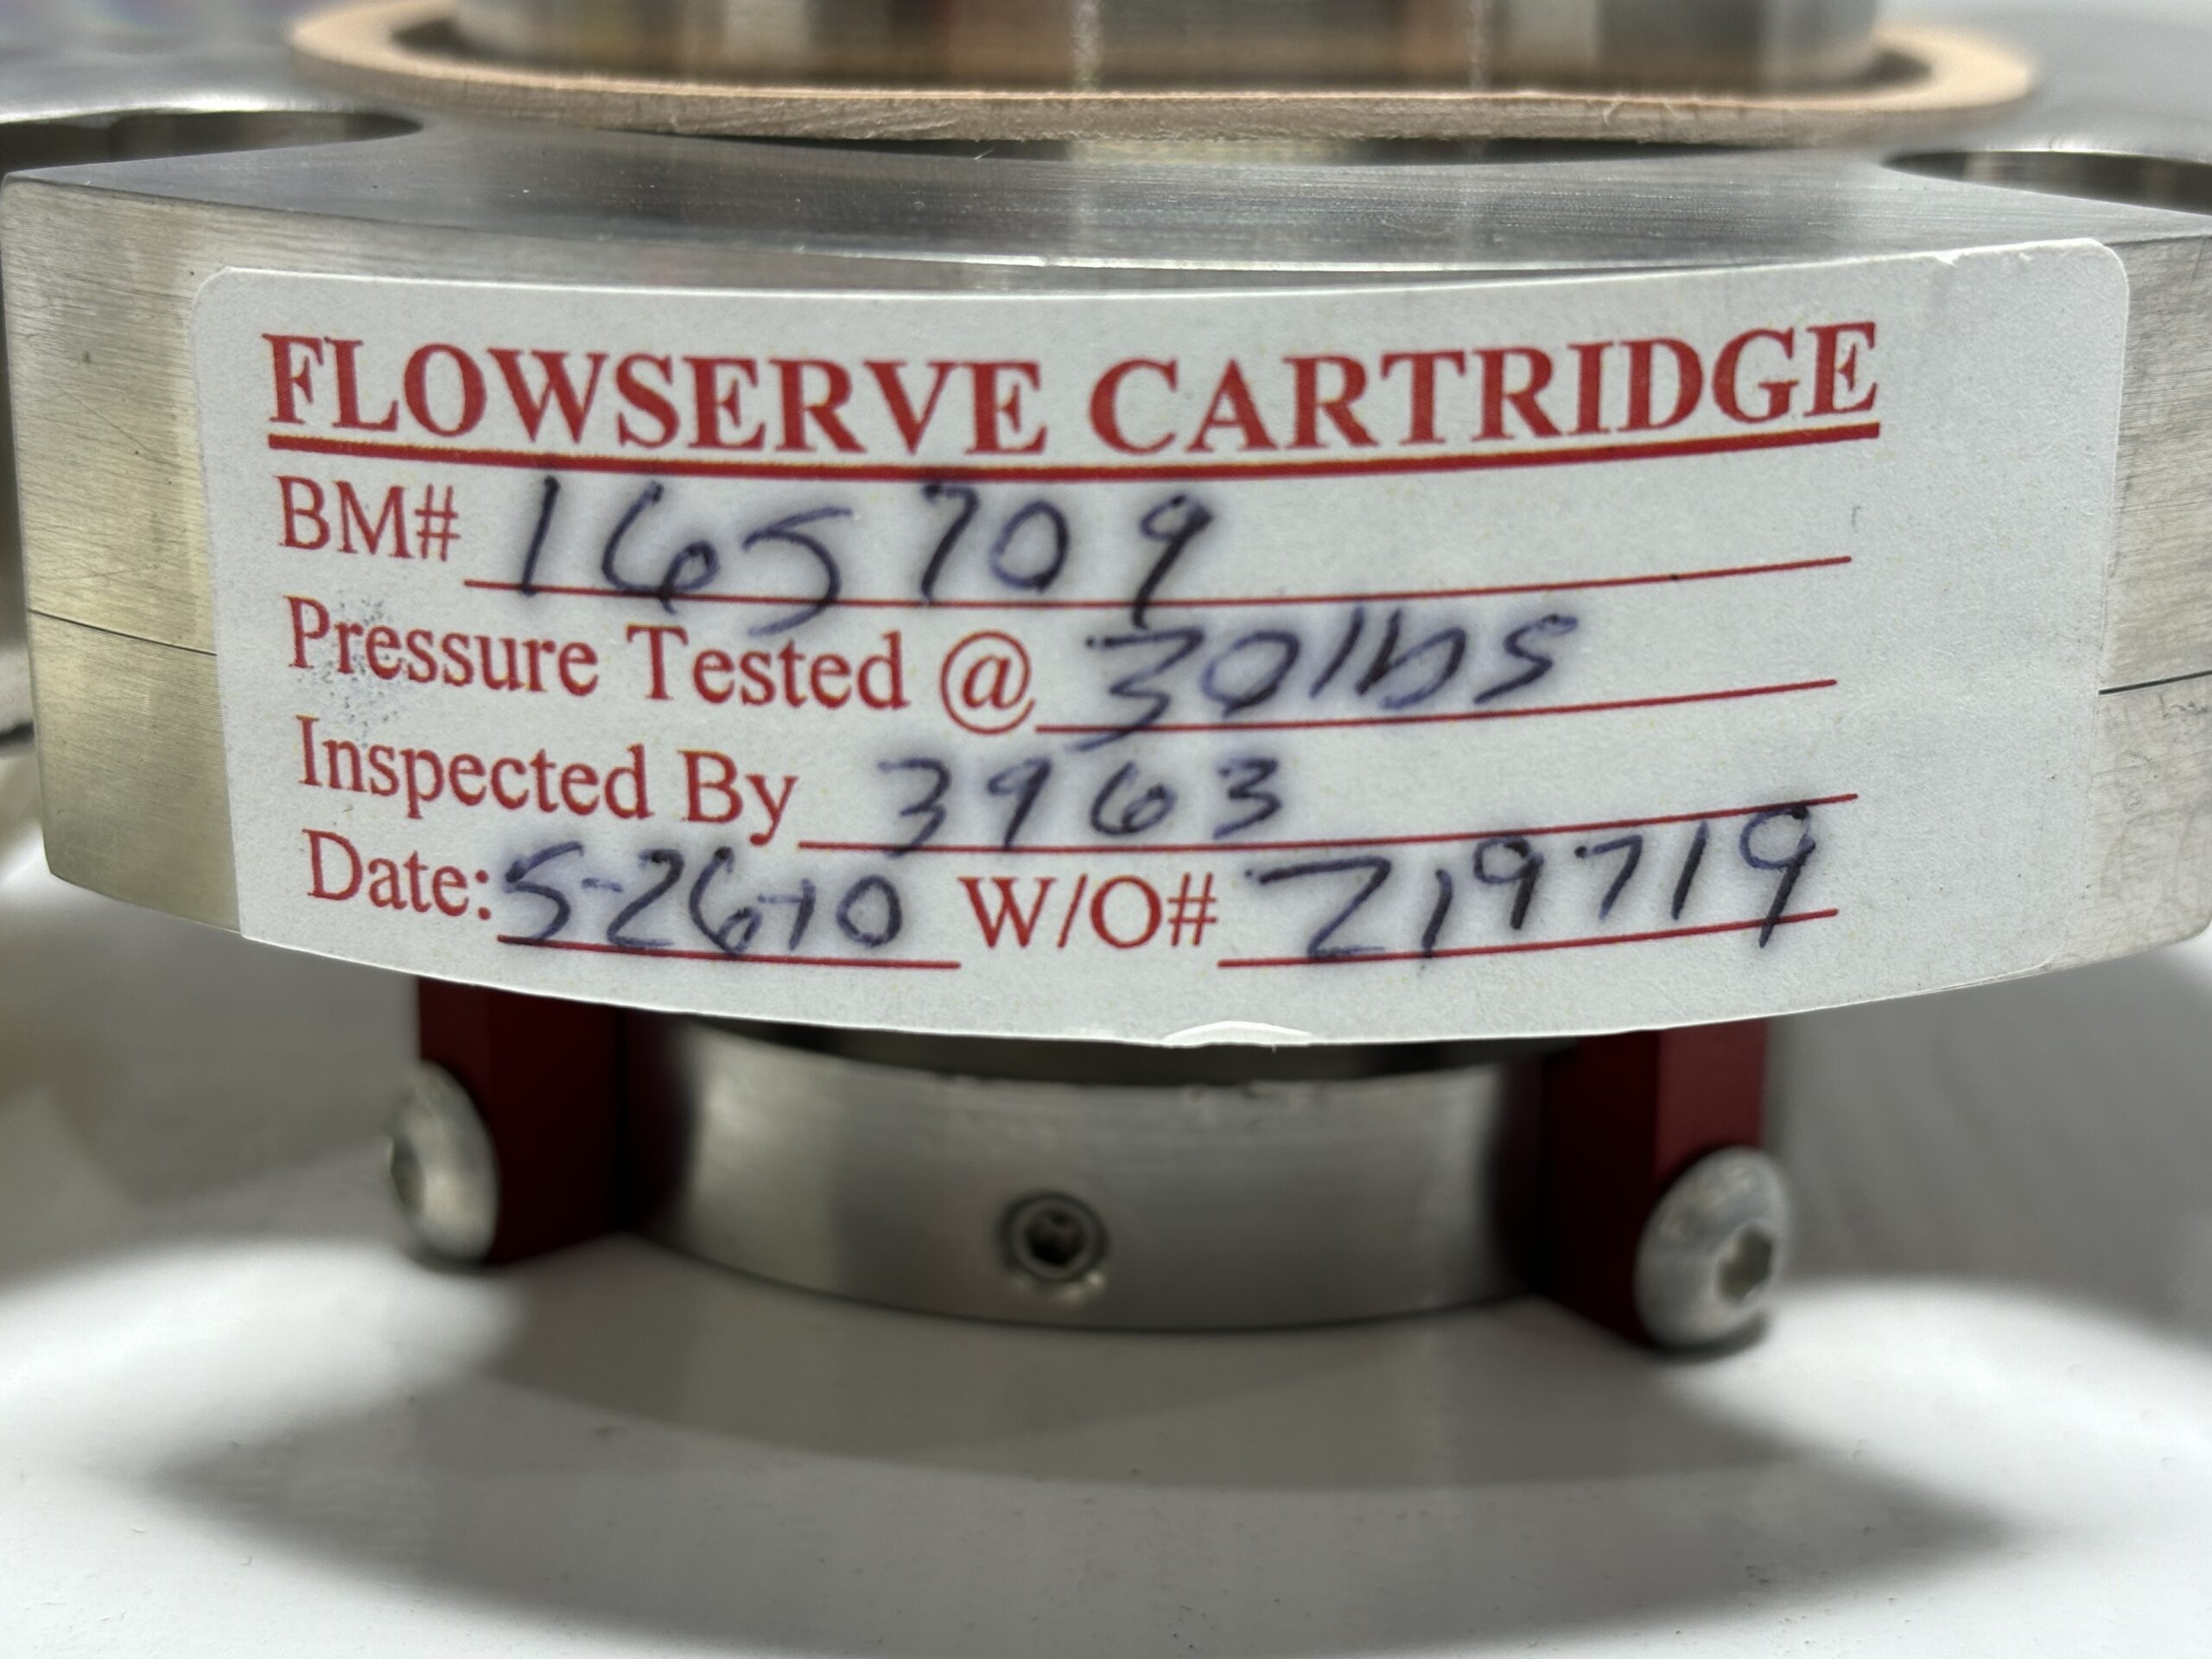 FLOWSERVE CARTRIDGE
BM# 165709
Pressure Tested @ 30lbs
Inspected By 3963
Date: 5-26-10 W/O# 219719